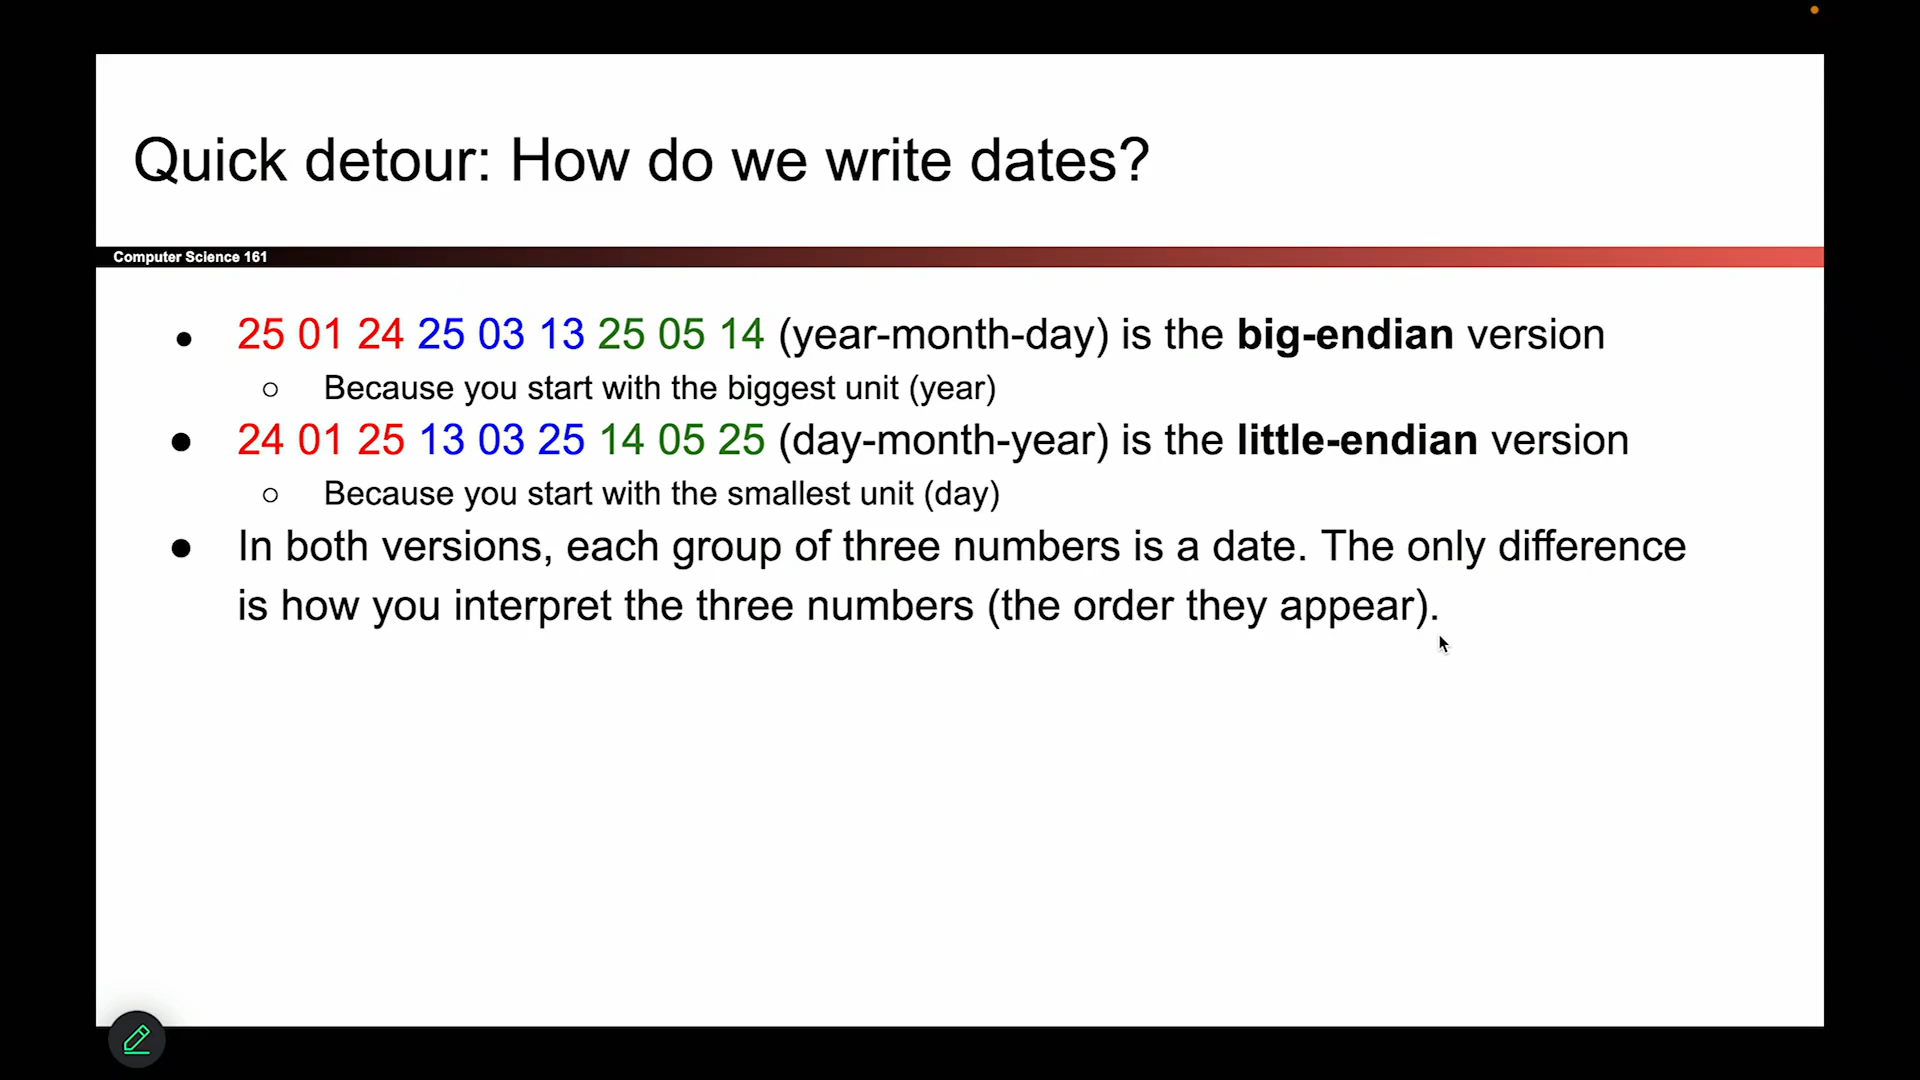 Quick detour: How do we write dates?
Computer Science 161
● 25 01 24 25 03 13 25 05 14 (year-month-day) is the big-endian version
○ Because you start with the biggest unit (year)
● 24 01 25 13 03 25 14 05 25 (day-month-year) is the little-endian version
○ Because you start with the smallest unit (day)
● In both versions, each group of three numbers is a date. The only difference
is how you interpret the three numbers (the order they appear).